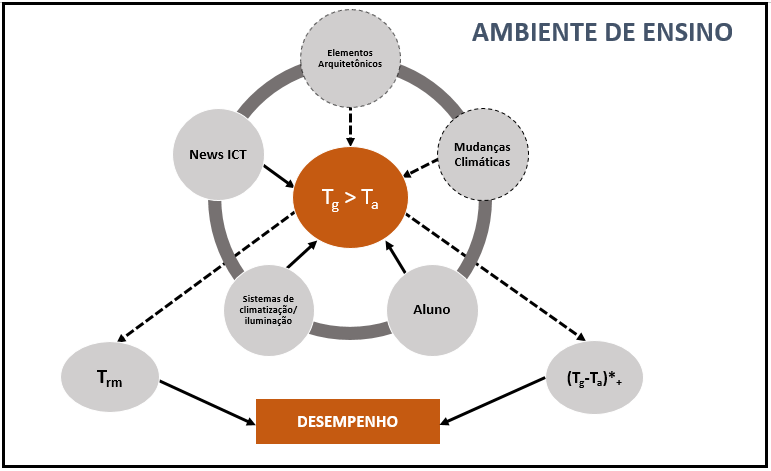 AMBIENTE DE ENSINO
Elementos
Arquitetônicos
News ICT
Mudanças
Climáticas
Tg > Ta
Sistemas de
climatização/
iluminação
Aluno
Trm
(Tg-Ta)*+
DESEMPENHO